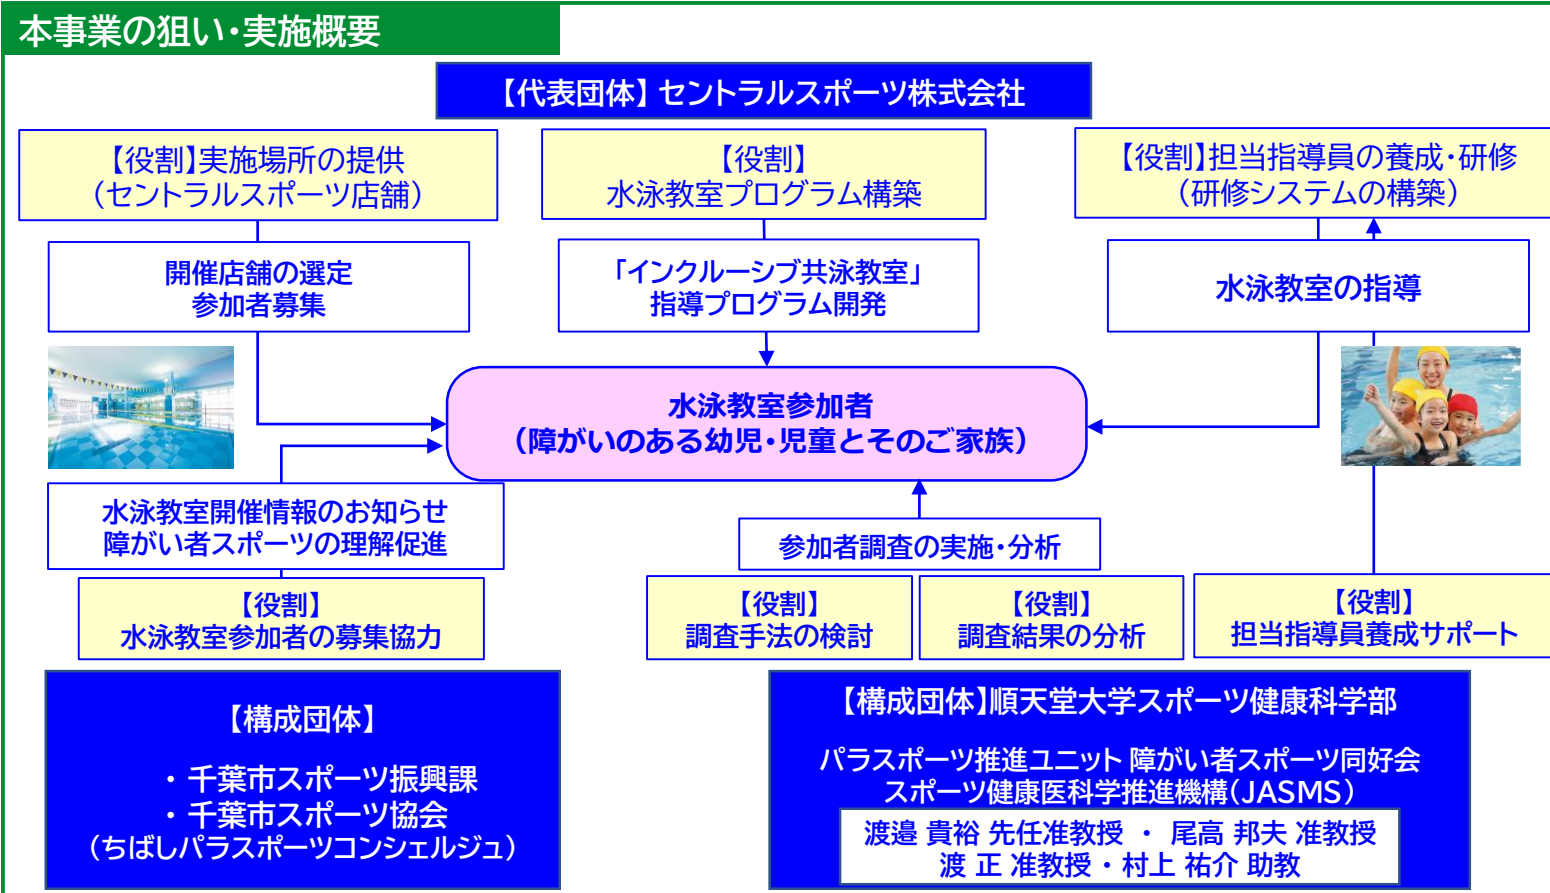 本事業の狙い・実施概要
【代表団体】セントラルスポーツ株式会社
【役割】実施場所の提供
（セントラルスポーツ店舗）
【役割】
水泳教室プログラム構築
【役割】担当指導員の養成・研修
（研修システムの構築）
開催店舗の選定
参加者募集
「インクルーシブ共泳教室」
指導プログラム開発
水泳教室の指導
水泳教室参加者
（障がいのある幼児・児童とそのご家族）
水泳教室開催情報のお知らせ
障がい者スポーツの理解促進
参加者調査の実施・分析
【役割】
水泳教室参加者の募集協力
【役割】
調査手法の検討
【役割】
調査結果の分析
【役割】
担当指導員養成サポート
【構成団体】
・千葉市スポーツ振興課
・千葉市スポーツ協会
（ちばしパラスポーツコンシェルジュ）
【構成団体】順天堂大学スポーツ健康科学部
パラスポーツ推進ユニット 障がい者スポーツ同好会
スポーツ健康医科学推進機構（JASMS）
渡邉 貴裕 先任准教授 ・ 尾高 邦夫 准教授
渡 正 准教授 ・ 村上 祐介 助教